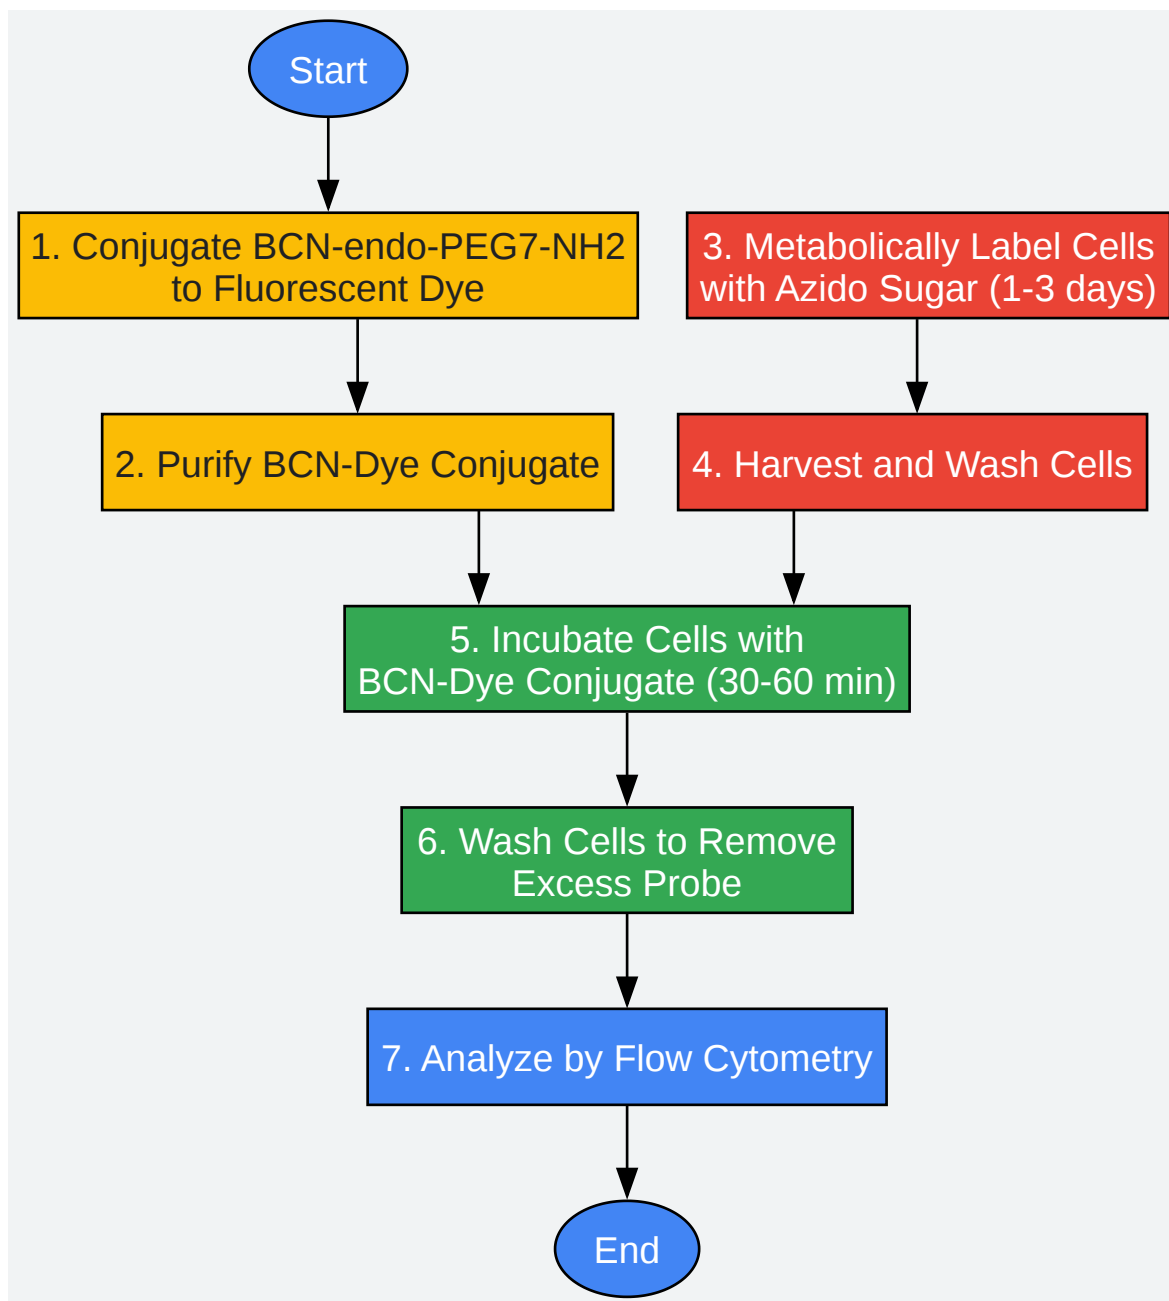 Start
1. Conjugate BCN-endo-PEG7-NH2
to Fluorescent Dye
3. Metabolically Label Cells
with Azido Sugar (1-3 days)
2. Purify BCN-Dye Conjugate
4. Harvest and Wash Cells
5. Incubate Cells with
BCN-Dye Conjugate (30-60 min)
6. Wash Cells to Remove
Excess Probe
7. Analyze by Flow Cytometry
End